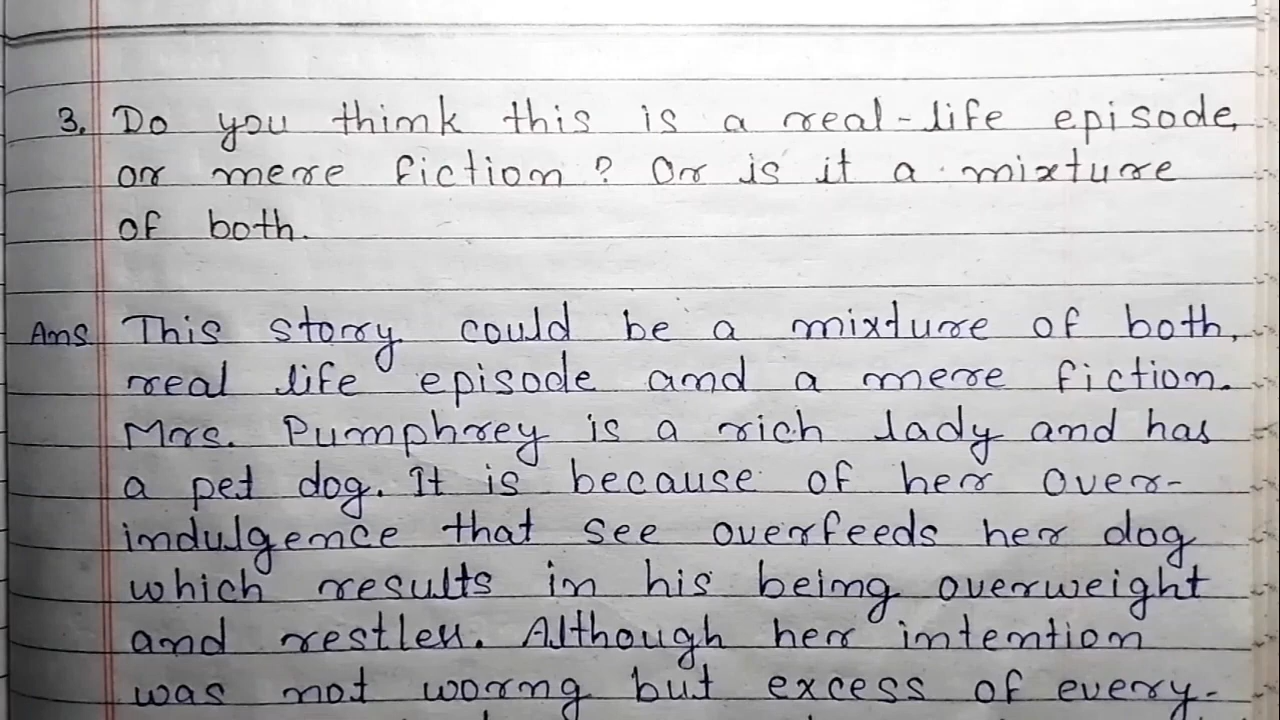 3. Do you think this is a real-life episode,
or mere fiction? Or is it a mixture
of both.
Ans This story could be a mixture of both,
real life episode and a mere fiction.
Mrs. Pumphrey is a rich lady and has
a pet dog. It is because of her over-
indulgence that see overfeeds her dog
which results in his being overweight
and restless. Although her intention
was not worng but excess of every-